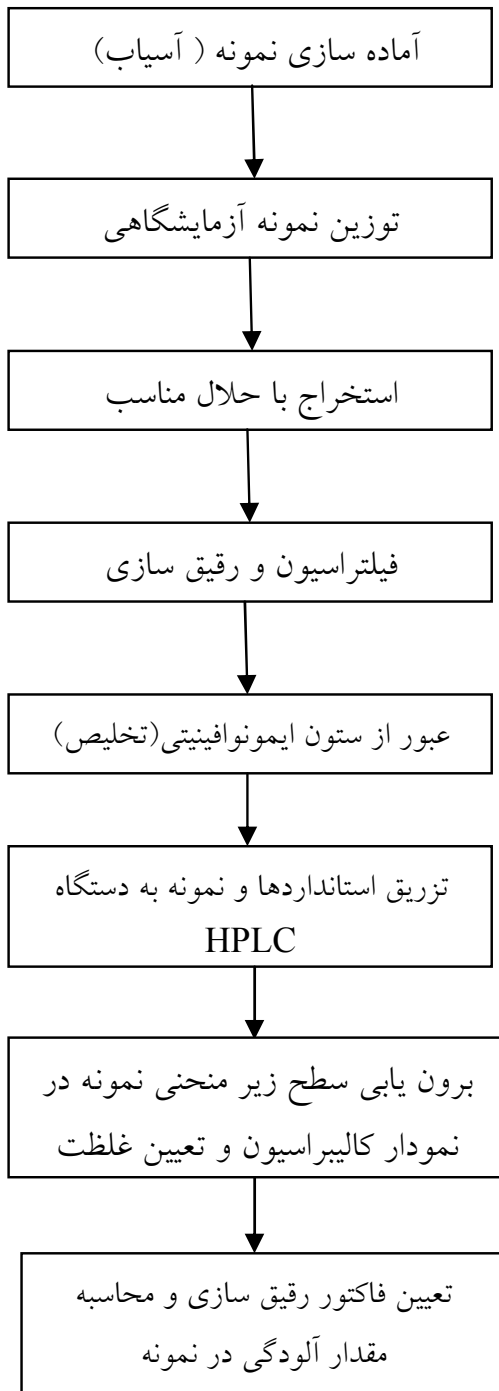 آماده سازی نمونه ( آسیاب)
توزین نمونه آزمایشگاهی
استخراج با حلال مناسب
فیلتراسیون و رقیق سازی
عبور از ستون ایمونوافینیتی(تخلیص)
تزریق استانداردها و نمونه به دستگاه
HPLC
برون یابی سطح زیر منحنی نمونه در
نمودار کالیبراسیون و تعیین غلظت
تعیین فاکتور رقیق سازی و محاسبه
مقدار آلودگی در نمونه